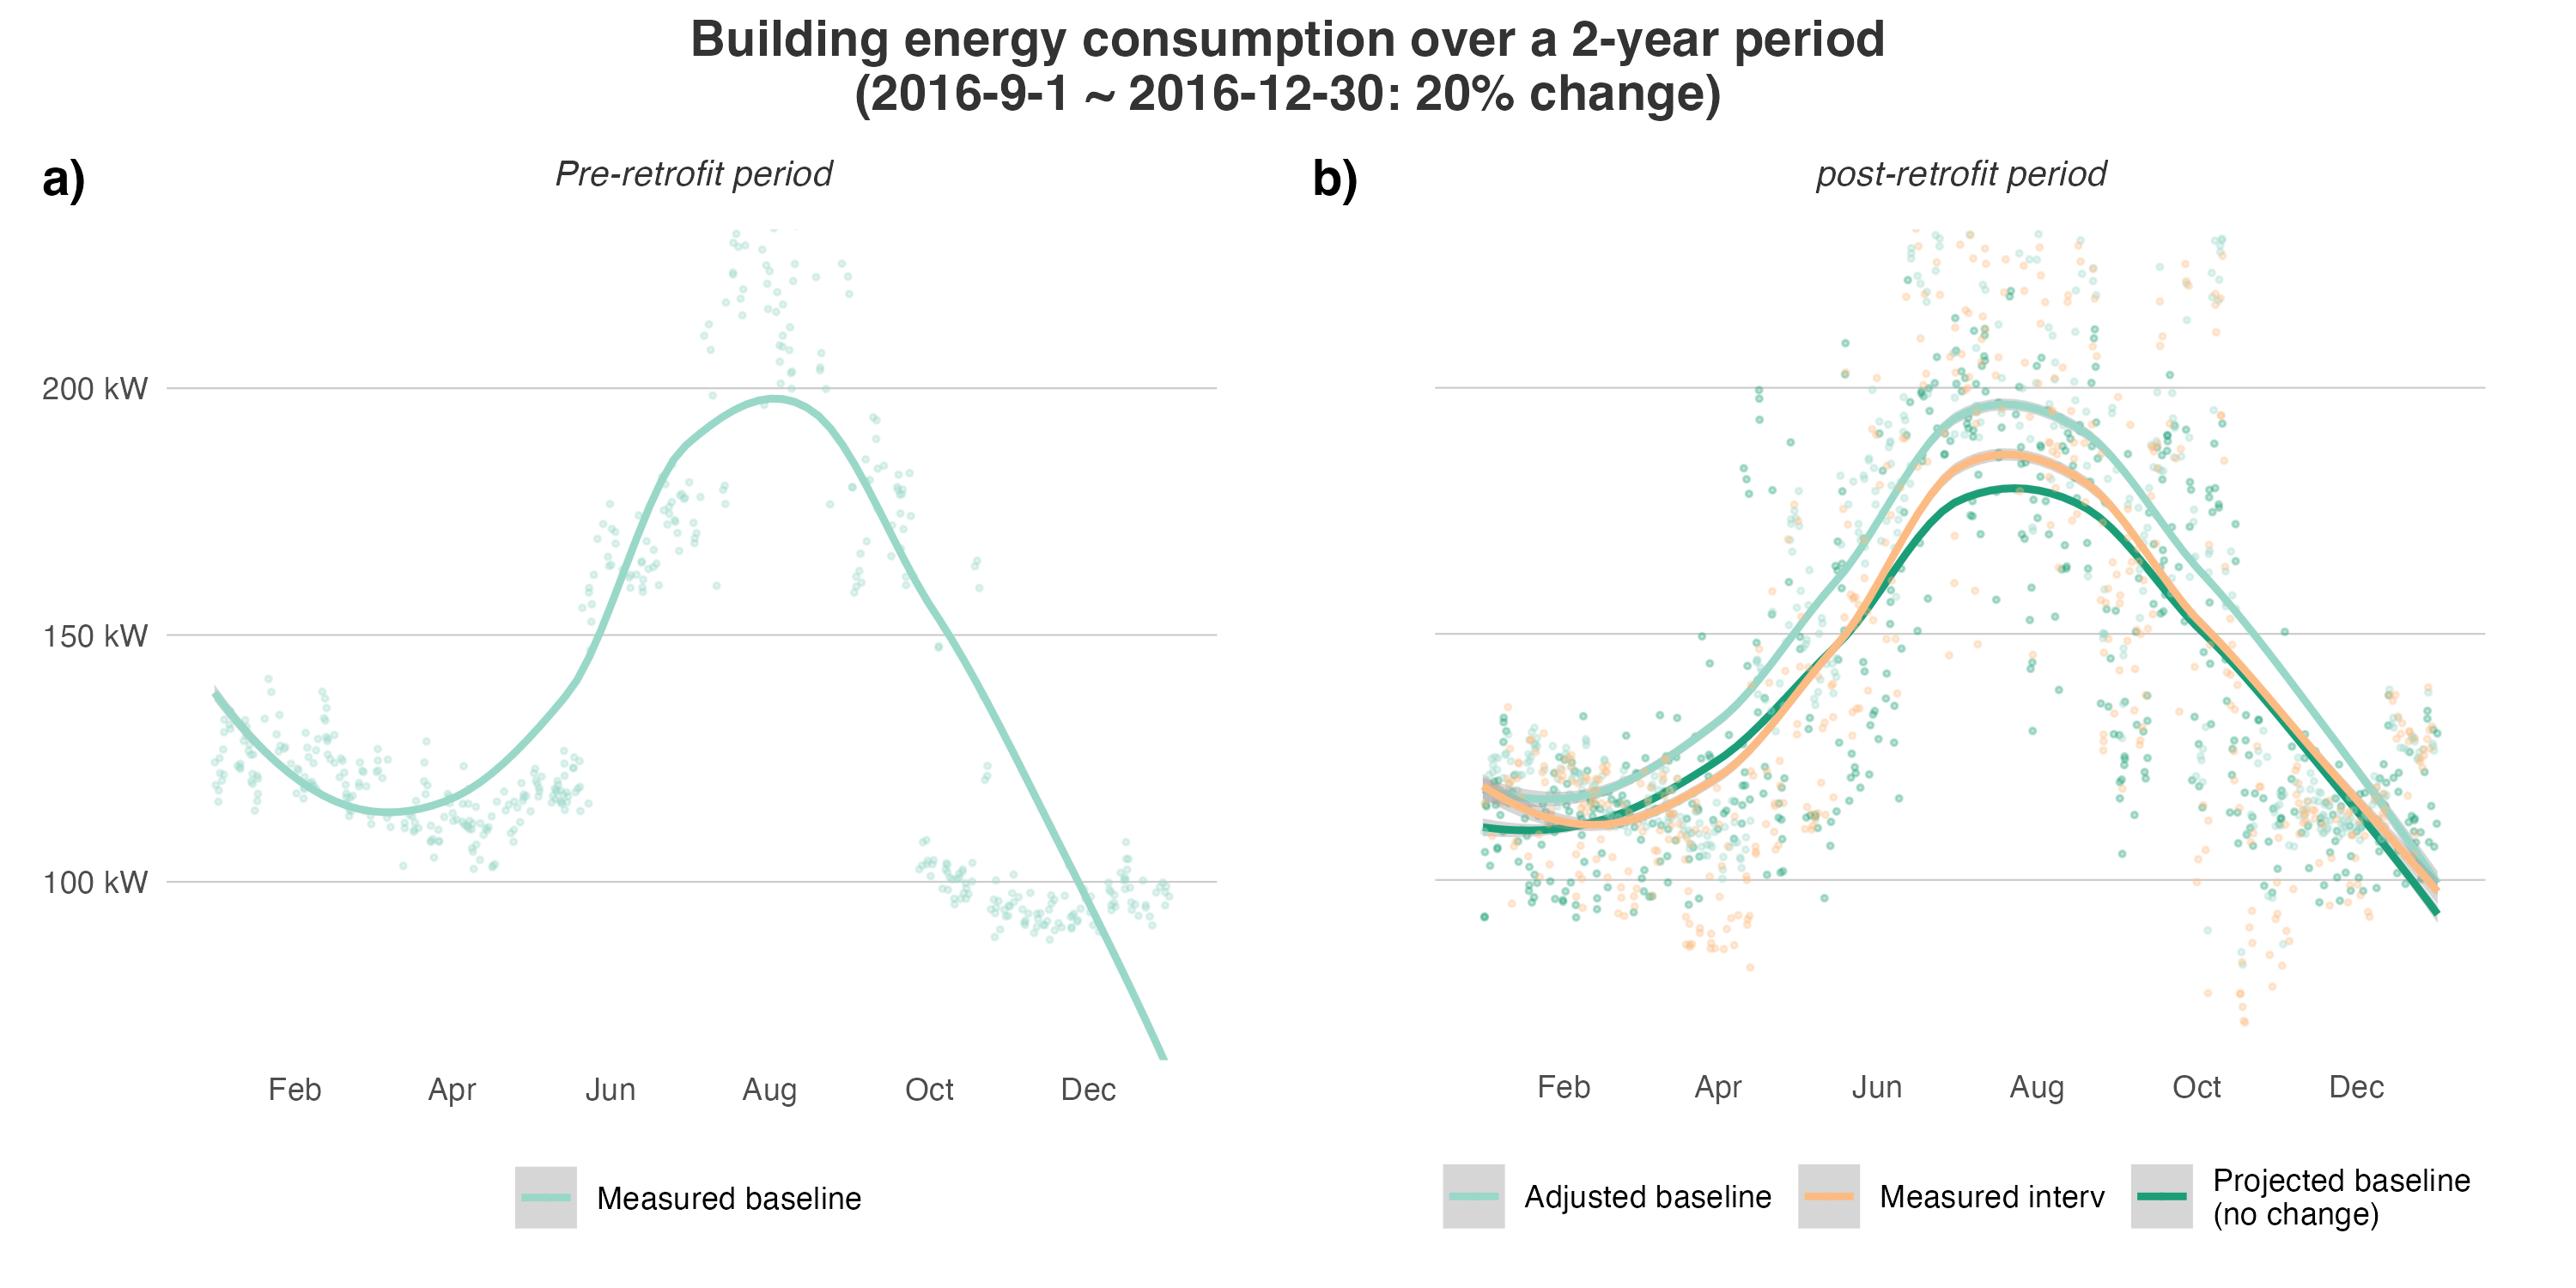 Building energy consumption over a 2-year period
(2016-9-1 ~ 2016-12-30: 20% change)
a)
Pre-retrofit period
200 kW
150 kW
100 kW
Feb Apr Jun Aug Oct Dec
Measured baseline
b)
post-retrofit period
Feb Apr Jun Aug Oct Dec
Adjusted baseline
Measured interv
Projected baseline
(no change)